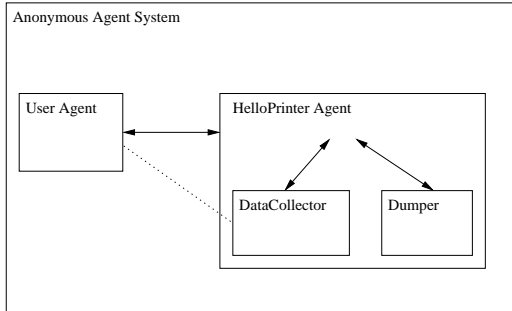 Anonymous Agent System
User Agent
HelloPrinter Agent
DataCollector
Dumper